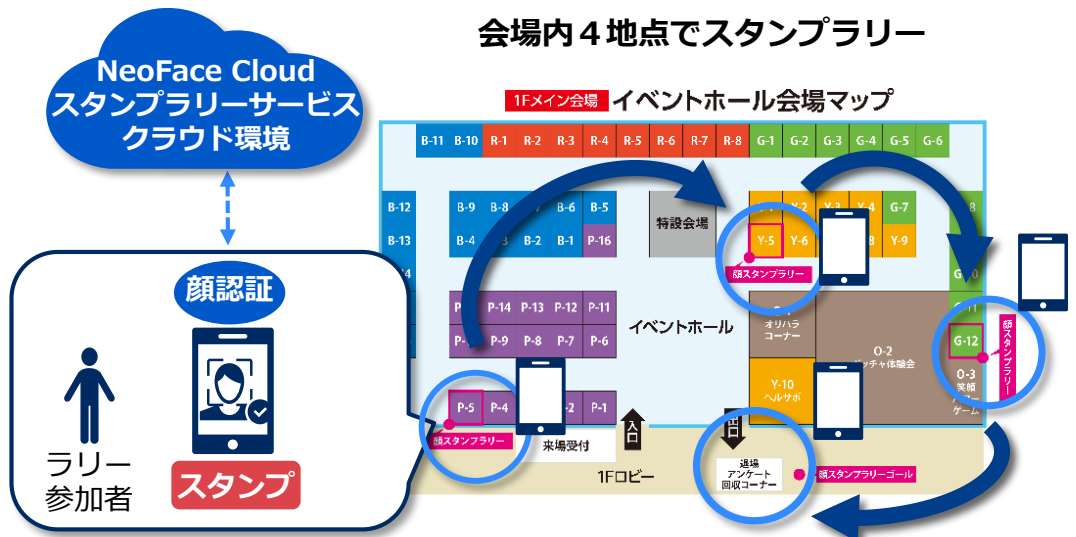 会場内４地点でスタンプラリー
NeoFace Cloud
スタンプラリーサービス
クラウド環境
1Fメイン会場 イベントホール会場マップ
B-11 B-10 R-1 R-2 R-3 R-4 R-5 R-6 R-7 R-8 G-1 G-2 G-3 G-4 G-5 G-6
B-12 B-9 B-8 B-6 B-5 特設会場 Y-2 Y-3 Y-4 G-7
B-13 B-4 B-2 B-1 P-16 Y-5 Y-6 Y-9
顔スタンプラリー
P-14 P-13 P-12 P-11
P-9 P-8 P-7 P-6
イベントホール
オリハラ
コーナー
O-2
G-12
顔スタンプラリー
O-3
笑顔
ゲーム
Y-10
ヘルサポ
P-5 P-4 P-1
顔スタンプラリー
来場受付
入口
1Fロビー
退場
アンケート
回収コーナー
顔スタンプラリーゴール
顔認証
ラリー
参加者
スタンプ